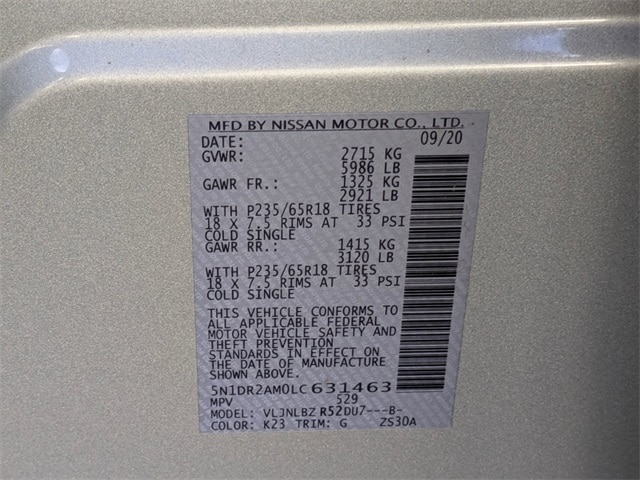 MFD BY NISSAN MOTOR CO., LTD.
DATE: 09/20
GVWR: 2715 KG
5986 LB
GAWR FR.: 1325 KG
2921 LB
WITH P235/65R18 TIRES
18 X 7.5 RIMS AT 33 PSI
COLD SINGLE
GAWR RR.: 1415 KG
3120 LB
WITH P235/65R18 TIRES
18 X 7.5 RIMS AT 33 PSI
COLD SINGLE
THIS VEHICLE CONFORMS TO
ALL APPLICABLE FEDERAL
MOTOR VEHICLE SAFETY AND
THEFT PREVENTION
STANDARDS IN EFFECT ON
THE DATE OF MANUFACTURE
SHOWN ABOVE.
5N1DR2AM0LC631463
MPV 529
MODEL: VLJNLBZ R52DU7---B-
COLOR: K23 TRIM: G ZS30A